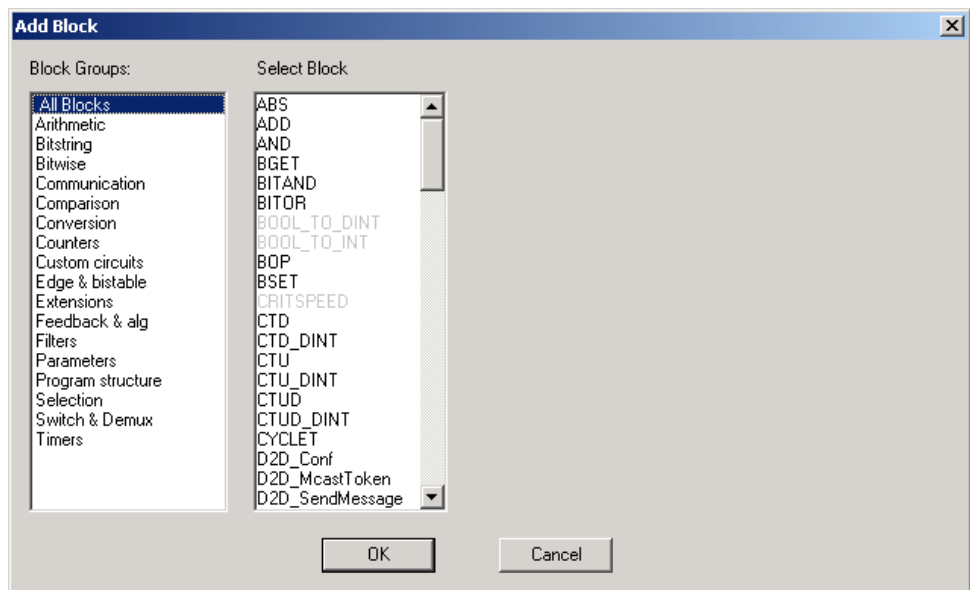 Add Block
Block Groups:
Select Block
All Blocks
Arithmetic
Bitstring
Bitwise
Communication
Comparison
Conversion
Counters
Custom circuits
Edge & bistable
Extensions
Feedback & alg
Filters
Parameters
Program structure
Selection
Switch & Demux
Timers
ABS
ADD
AND
BGET
BITAND
BITOR
BOOL_TO_DINT
BOOL_TO_INT
BOP
BSET
CRITSPEED
CTD
CTD_DINT
CTU
CTU_DINT
CTUD
CTUD_DINT
CYCLET
D2D_Conf
D2D_McastToken
D2D_SendMessage
OK
Cancel